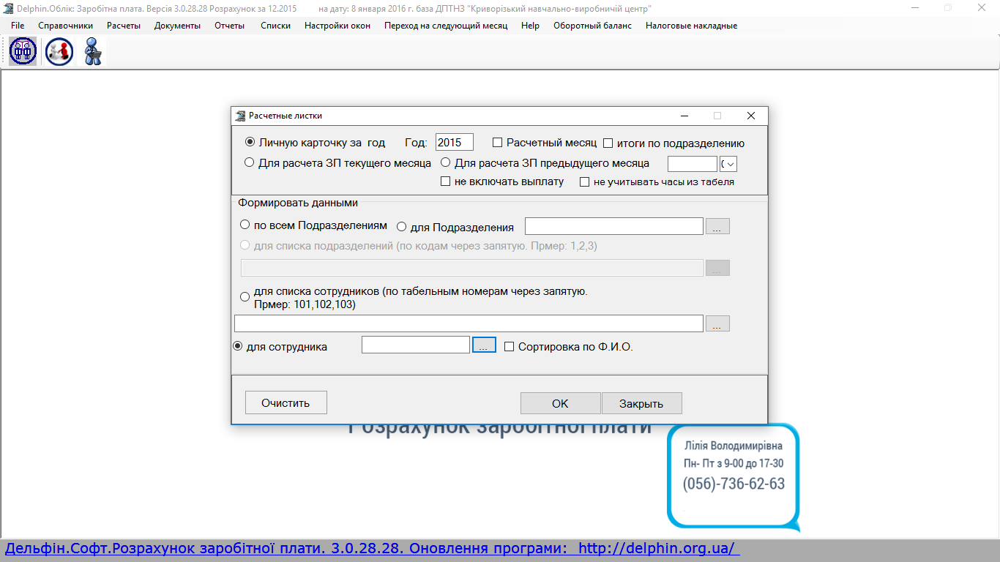 Delphin.Облік: Заробітна плата. Версія 3.0.28.28 Розрахунок за 12.2015 на дату: 8 января 2016 г. база ДПТНЗ "Криворізький навчально-виробничій центр"
File Справочники Расчеты Документы Отчеты Списки Настройки окон Переход на следующий месяц Help Оборотный баланс Налоговые накладные
Расчетные листки
Личную карточку за год Год: 2015 Расчетный месяц итоги по подразделению
Для расчета ЗП текущего месяца Для расчета ЗП предыдущего месяца
не включать выплату не учитывать часы из табеля
Формировать данными
по всем Подразделениям для Подразделения ...
для списка подразделений (по кодам через запятую. Прмер: 1,2,3)
...
для списка сотрудников (по табельным номерам через запятую.
Прмер: 101,102,103)
...
для сотрудника ... Сортировка по Ф.И.О.
Очистить OK Закрыть
Розрахунок заробітної плати
Лілія Володимирівна
Пн- Пт з 9-00 до 17-30
(056)-736-62-63
Дельфін.Софт.Розрахунок заробітної плати. 3.0.28.28. Оновлення програми: http://delphin.org.ua/